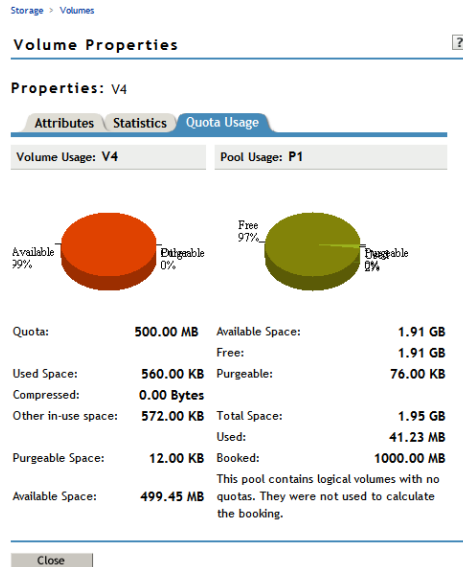 Storage > Volumes
Volume Properties
?
Properties: V4
Attributes Statistics Quota Usage
Volume Usage: V4 Pool Usage: P1
Available
99%
0%
Free
97%
Quota: 500.00 MB Available Space: 1.91 GB
Free: 1.91 GB
Used Space: 560.00 KB Purgeable: 76.00 KB
Compressed: 0.00 Bytes
Other in-use space: 572.00 KB Total Space: 1.95 GB
Used: 41.23 MB
Purgeable Space: 12.00 KB Booked: 1000.00 MB
This pool contains logical volumes with no
Available Space: 499.45 MB quotas. They were not used to calculate
the booking.
Close